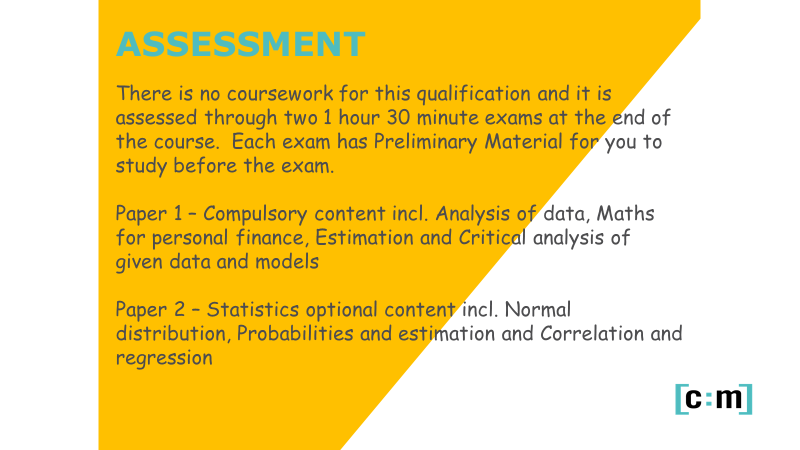 ASSESSMENT
There is no coursework for this qualification and it is
assessed through two 1 hour 30 minute exams at the end of
the course.  Each exam has Preliminary Material for you to
study before the exam.
Paper 1 – Compulsory content incl. Analysis of data, Maths
for personal finance, Estimation and Critical analysis of
given data and models
Paper 2 – Statistics optional content incl. Normal
distribution, Probabilities and estimation and Correlation and
regression
[c:m]